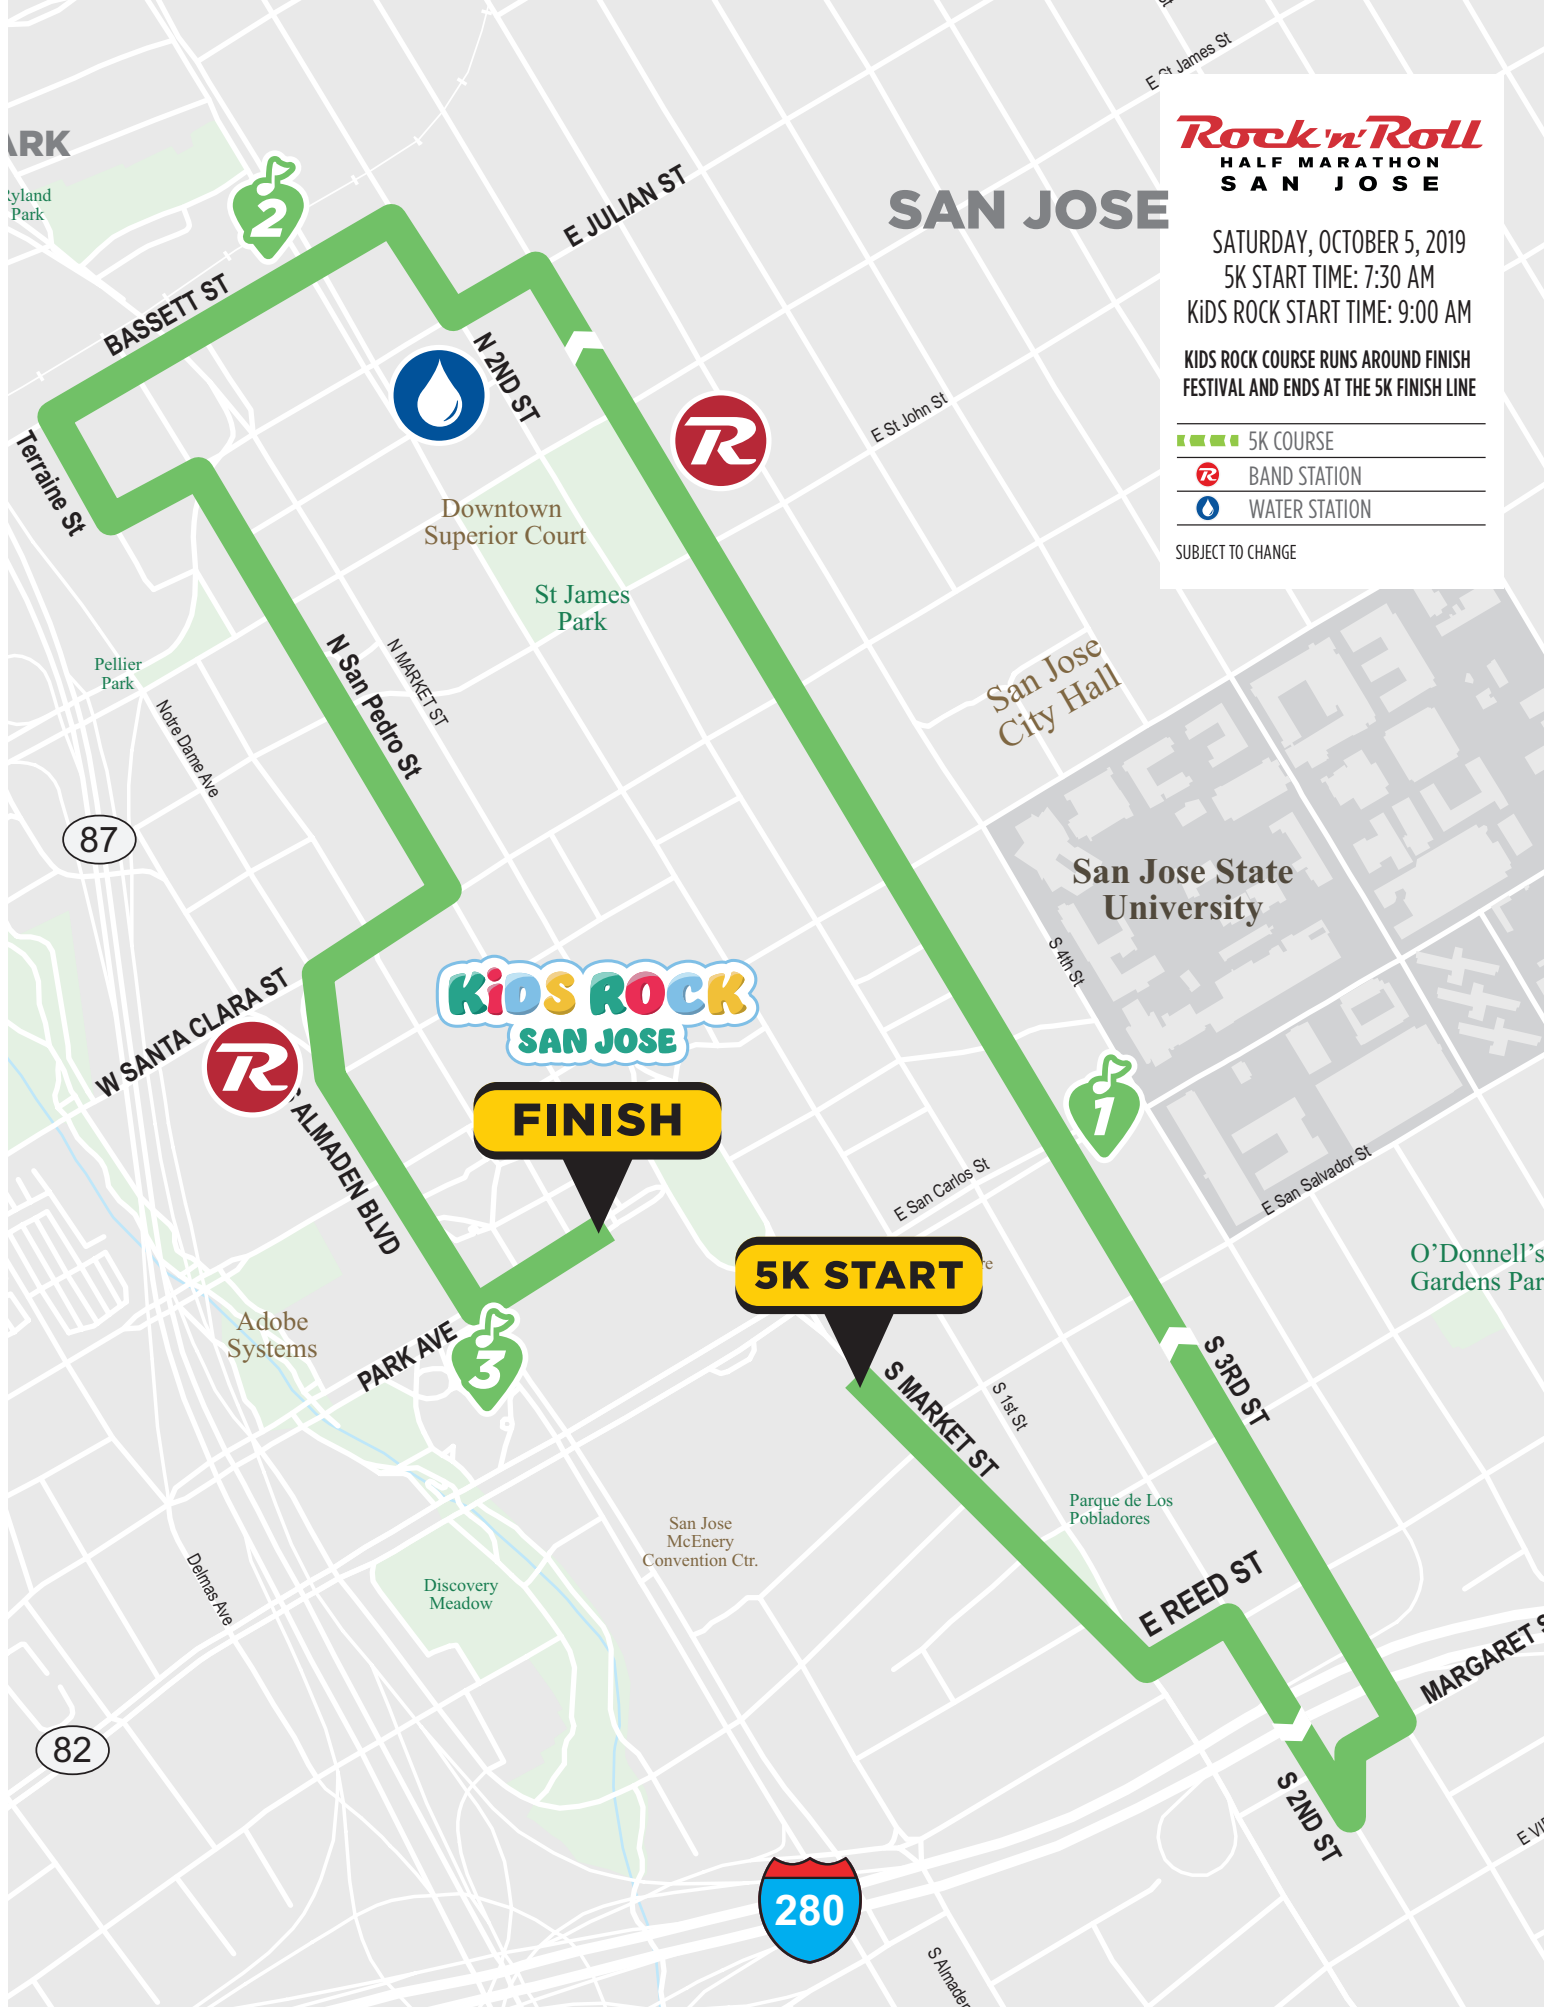 E St James St
ARK
Ryland
Park
2
E JULIAN ST
SAN JOSE
Rock 'n' Roll
HALF MARATHON
SAN JOSE
SATURDAY, OCTOBER 5, 2019
5K START TIME: 7:30 AM
KiDS ROCK START TIME: 9:00 AM
KIDS ROCK COURSE RUNS AROUND FINISH
FESTIVAL AND ENDS AT THE 5K FINISH LINE
5K COURSE
R BAND STATION
WATER STATION
SUBJECT TO CHANGE
BASSETT ST
N 2ND ST
R
E St John St
Terraine St
Downtown
Superior Court
St James
Park
Pellier
Park
N San Pedro St
N MARKET ST
Notre Dame Ave
San Jose
City Hall
87
San Jose State
University
S 4th St
W SANTA CLARA ST
KiDS ROCK
SAN JOSE
R
S ALMADEN BLVD
FINISH
1
E San Carlos St
E San Salvador St
O'Donnell's
Gardens Par
5K START
re
Adobe
Systems
PARK AVE
3
S MARKET ST
S 1st St
S 3RD ST
Parque de Los
Pobladores
San Jose
McEnery
Convention Ctr.
Delmas Ave
Discovery
Meadow
E REED ST
MARGARET S
82
S 2ND ST
E VI
280
S Almaden